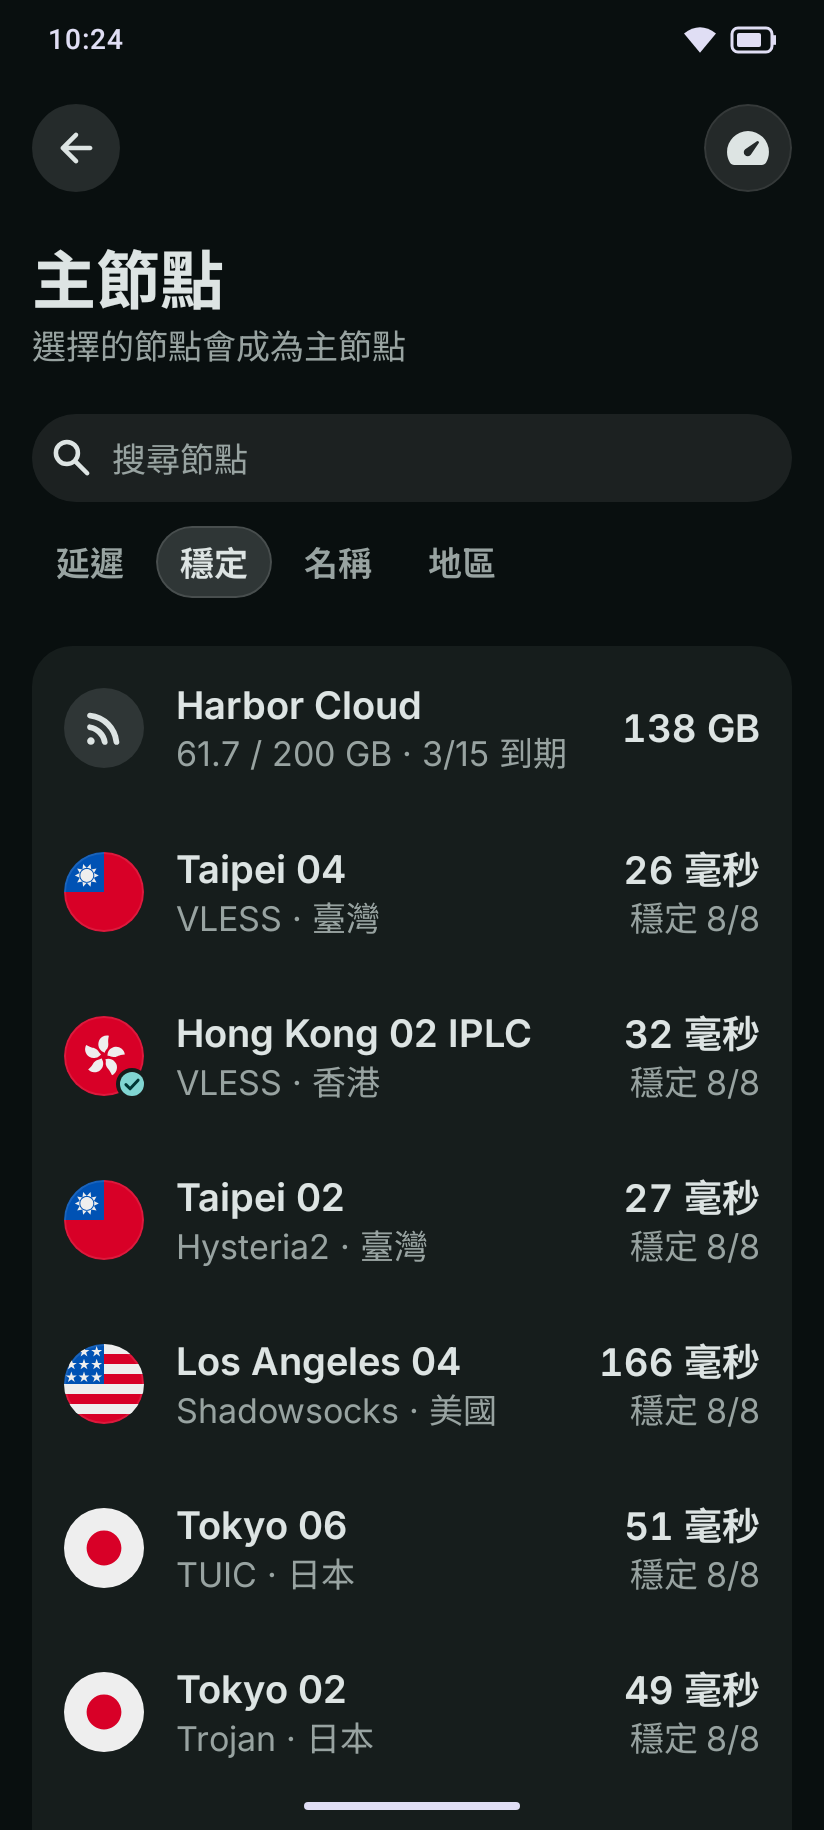 10:24
主節點
選擇的節點會成為主節點
搜尋節點
延遲 穩定 名稱 地區
Harbor Cloud
61.7 / 200 GB · 3/15 到期
138 GB
Taipei 04
VLESS · 臺灣
26 毫秒
穩定 8/8
Hong Kong 02 IPLC
VLESS · 香港
32 毫秒
穩定 8/8
Taipei 02
Hysteria2 · 臺灣
27 毫秒
穩定 8/8
Los Angeles 04
Shadowsocks · 美國
166 毫秒
穩定 8/8
Tokyo 06
TUIC · 日本
51 毫秒
穩定 8/8
Tokyo 02
Trojan · 日本
49 毫秒
穩定 8/8